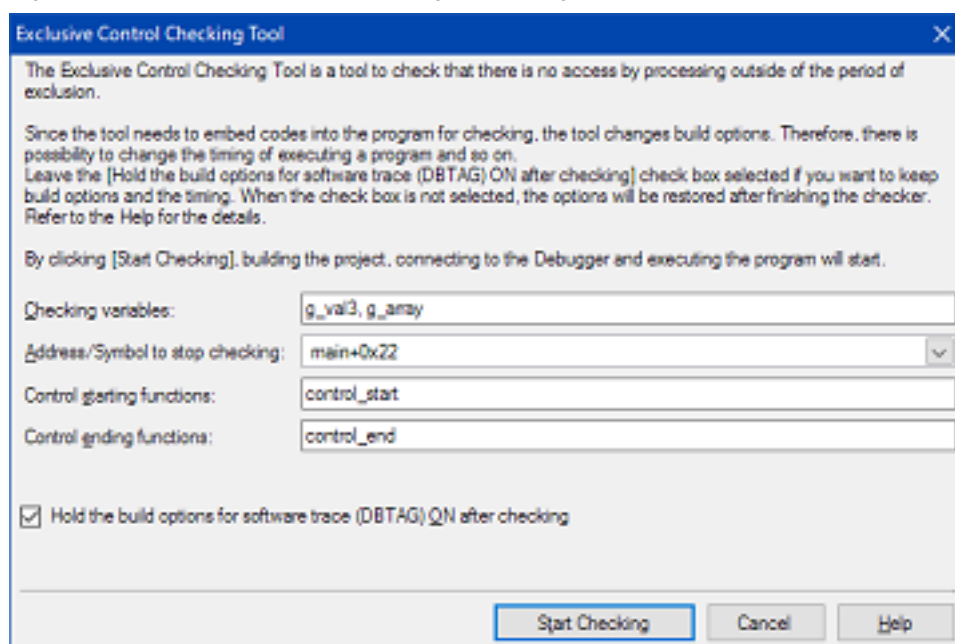 Exclusive Control Checking Tool
The Exclusive Control Checking Tool is a tool to check that there is no access by processing outside of the period of
exclusion.
Since the tool needs to embed codes into the program for checking, the tool changes build options. Therefore, there is
possibility to change the timing of executing a program and so on.
Leave the [Hold the build options for software trace (DBTAG) ON after checking] check box selected if you want to keep
build options and the timing. When the check box is not selected, the options will be restored after finishing the checker.
Refer to the Help for the details.
By clicking [Start Checking], building the project, connecting to the Debugger and executing the program will start.
Checking variables: g_val3, g_array
Address/Symbol to stop checking: main+0x22
Control starting functions: control_start
Control ending functions: control_end
Hold the build options for software trace (DBTAG) ON after checking
Start Checking Cancel Help